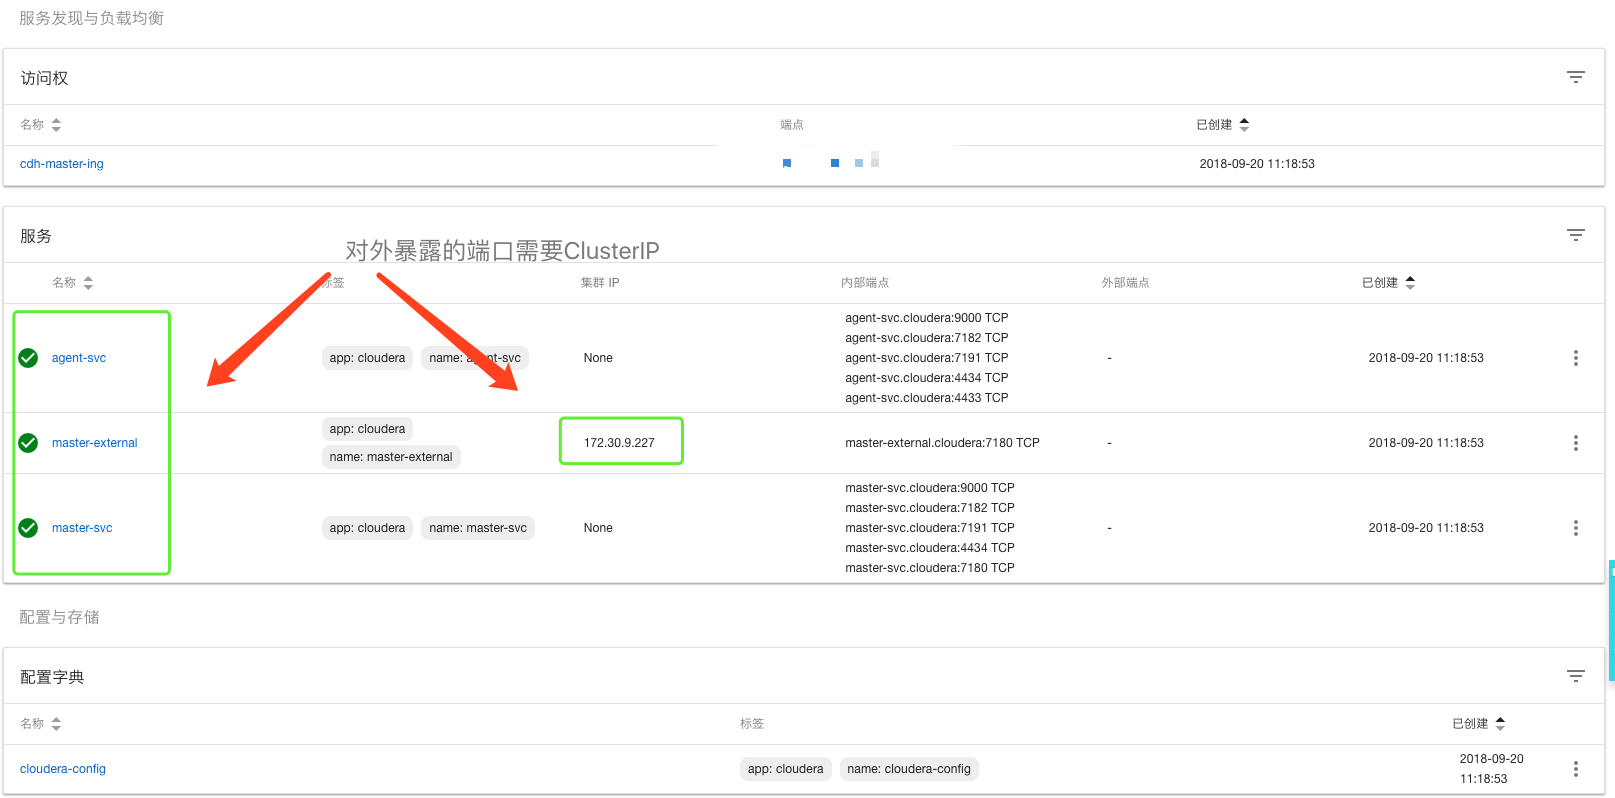 服务发现与负载均衡
访问权
名称 端点 已创建
cdh-master-ing 2018-09-20 11:18:53
服务
对外暴露的端口需要ClusterIP
名称 标签 集群 IP 内部端点 外部端点 已创建
agent-svc app: cloudera name: agent-svc None agent-svc.cloudera:9000 TCP - 2018-09-20 11:18:53
agent-svc.cloudera:7182 TCP
agent-svc.cloudera:7191 TCP
agent-svc.cloudera:4434 TCP
agent-svc.cloudera:4433 TCP
master-external app: cloudera 172.30.9.227 master-external.cloudera:7180 TCP - 2018-09-20 11:18:53
name: master-external
master-svc app: cloudera name: master-svc None master-svc.cloudera:9000 TCP - 2018-09-20 11:18:53
master-svc.cloudera:7182 TCP
master-svc.cloudera:7191 TCP
master-svc.cloudera:4434 TCP
master-svc.cloudera:7180 TCP
配置与存储
配置字典
名称 标签 已创建
cloudera-config app: cloudera name: cloudera-config 2018-09-20
11:18:53